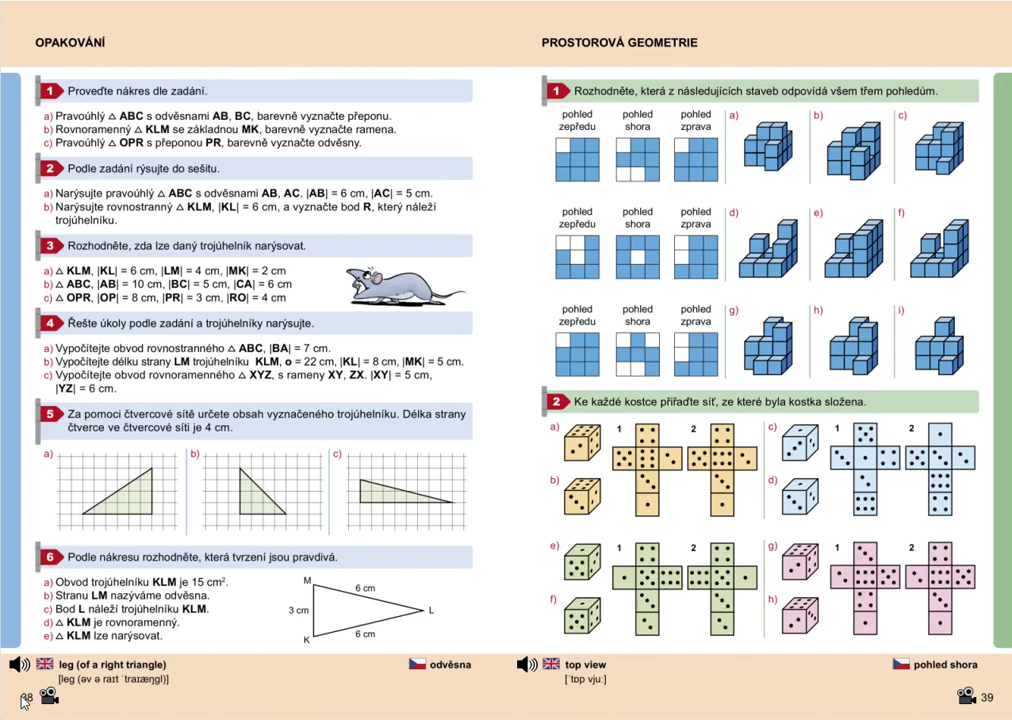 OPAKOVÁNÍ
1 Proveďte nákres dle zadání.
a) Pravoúhlý △ ABC s odvěsnami AB, BC, barevně vyznačte přeponu.
b) Rovnoramenný △ KLM se základnou MK, barevně vyznačte ramena.
c) Pravoúhlý △ OPR s přeponou PR, barevně vyznačte odvěsny.
2 Podle zadání rýsujte do sešitu.
a) Narýsujte pravoúhlý △ ABC s odvěsnami AB, AC. |AB| = 6 cm, |AC| = 5 cm.
b) Narýsujte rovnostranný △ KLM, |KL| = 6 cm, a vyznačte bod R, který náleží
trojúhelníku.
3 Rozhodněte, zda lze daný trojúhelník narýsovat.
a) △ KLM, |KL| = 6 cm, |LM| = 4 cm, |MK| = 2 cm
b) △ ABC, |AB| = 10 cm, |BC| = 5 cm, |CA| = 6 cm
c) △ OPR, |OP| = 8 cm, |PR| = 3 cm, |RO| = 4 cm
4 Řešte úkoly podle zadání a trojúhelníky narýsujte.
a) Vypočítejte obvod rovnostranného △ ABC, |BA| = 7 cm.
b) Vypočítejte délku strany LM trojúhelníku KLM, o = 22 cm, |KL| = 8 cm, |MK| = 5 cm.
c) Vypočítejte obvod rovnoramenného △ XYZ, s rameny XY, ZX. |XY| = 5 cm,
|YZ| = 6 cm.
5 Za pomoci čtvercové sítě určete obsah vyznačeného trojúhelníku. Délka strany
čtverce ve čtvercové síti je 4 cm.
a) b) c)
6 Podle nákresu rozhodněte, která tvrzení jsou pravdivá.
a) Obvod trojúhelníku KLM je 15 cm².
b) Stranu LM nazýváme odvěsna.
c) Bod L náleží trojúhelníku KLM.
d) △ KLM je rovnoramenný.
e) △ KLM lze narýsovat.
M
6 cm
3 cm
L
6 cm
K
leg (of a right triangle) odvěsna
[leg (əv ə raɪt ˈtraɪæŋgl)]
PROSTOROVÁ GEOMETRIE
1 Rozhodněte, která z následujících staveb odpovídá všem třem pohledům.
pohled zepředu pohled shora pohled zprava a) b) c)
pohled zepředu pohled shora pohled zprava d) e) f)
pohled zepředu pohled shora pohled zprava g) h) i)
2 Ke každé kostce přiřaďte síť, ze které byla kostka složena.
a) 1 2 c) 1 2
b) d)
e) 1 2 g) 1 2
f) h)
top view pohled shora
[ˈtɒp vjuː]
39